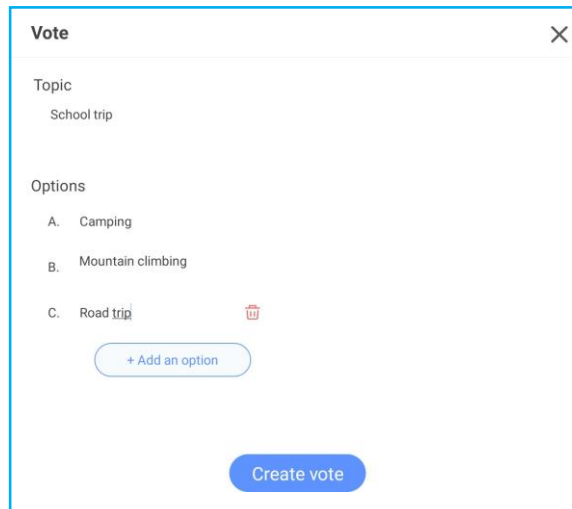 Vote
Topic
School trip
Options
A. Camping
B. Mountain climbing
C. Road trip
+ Add an option
Create vote